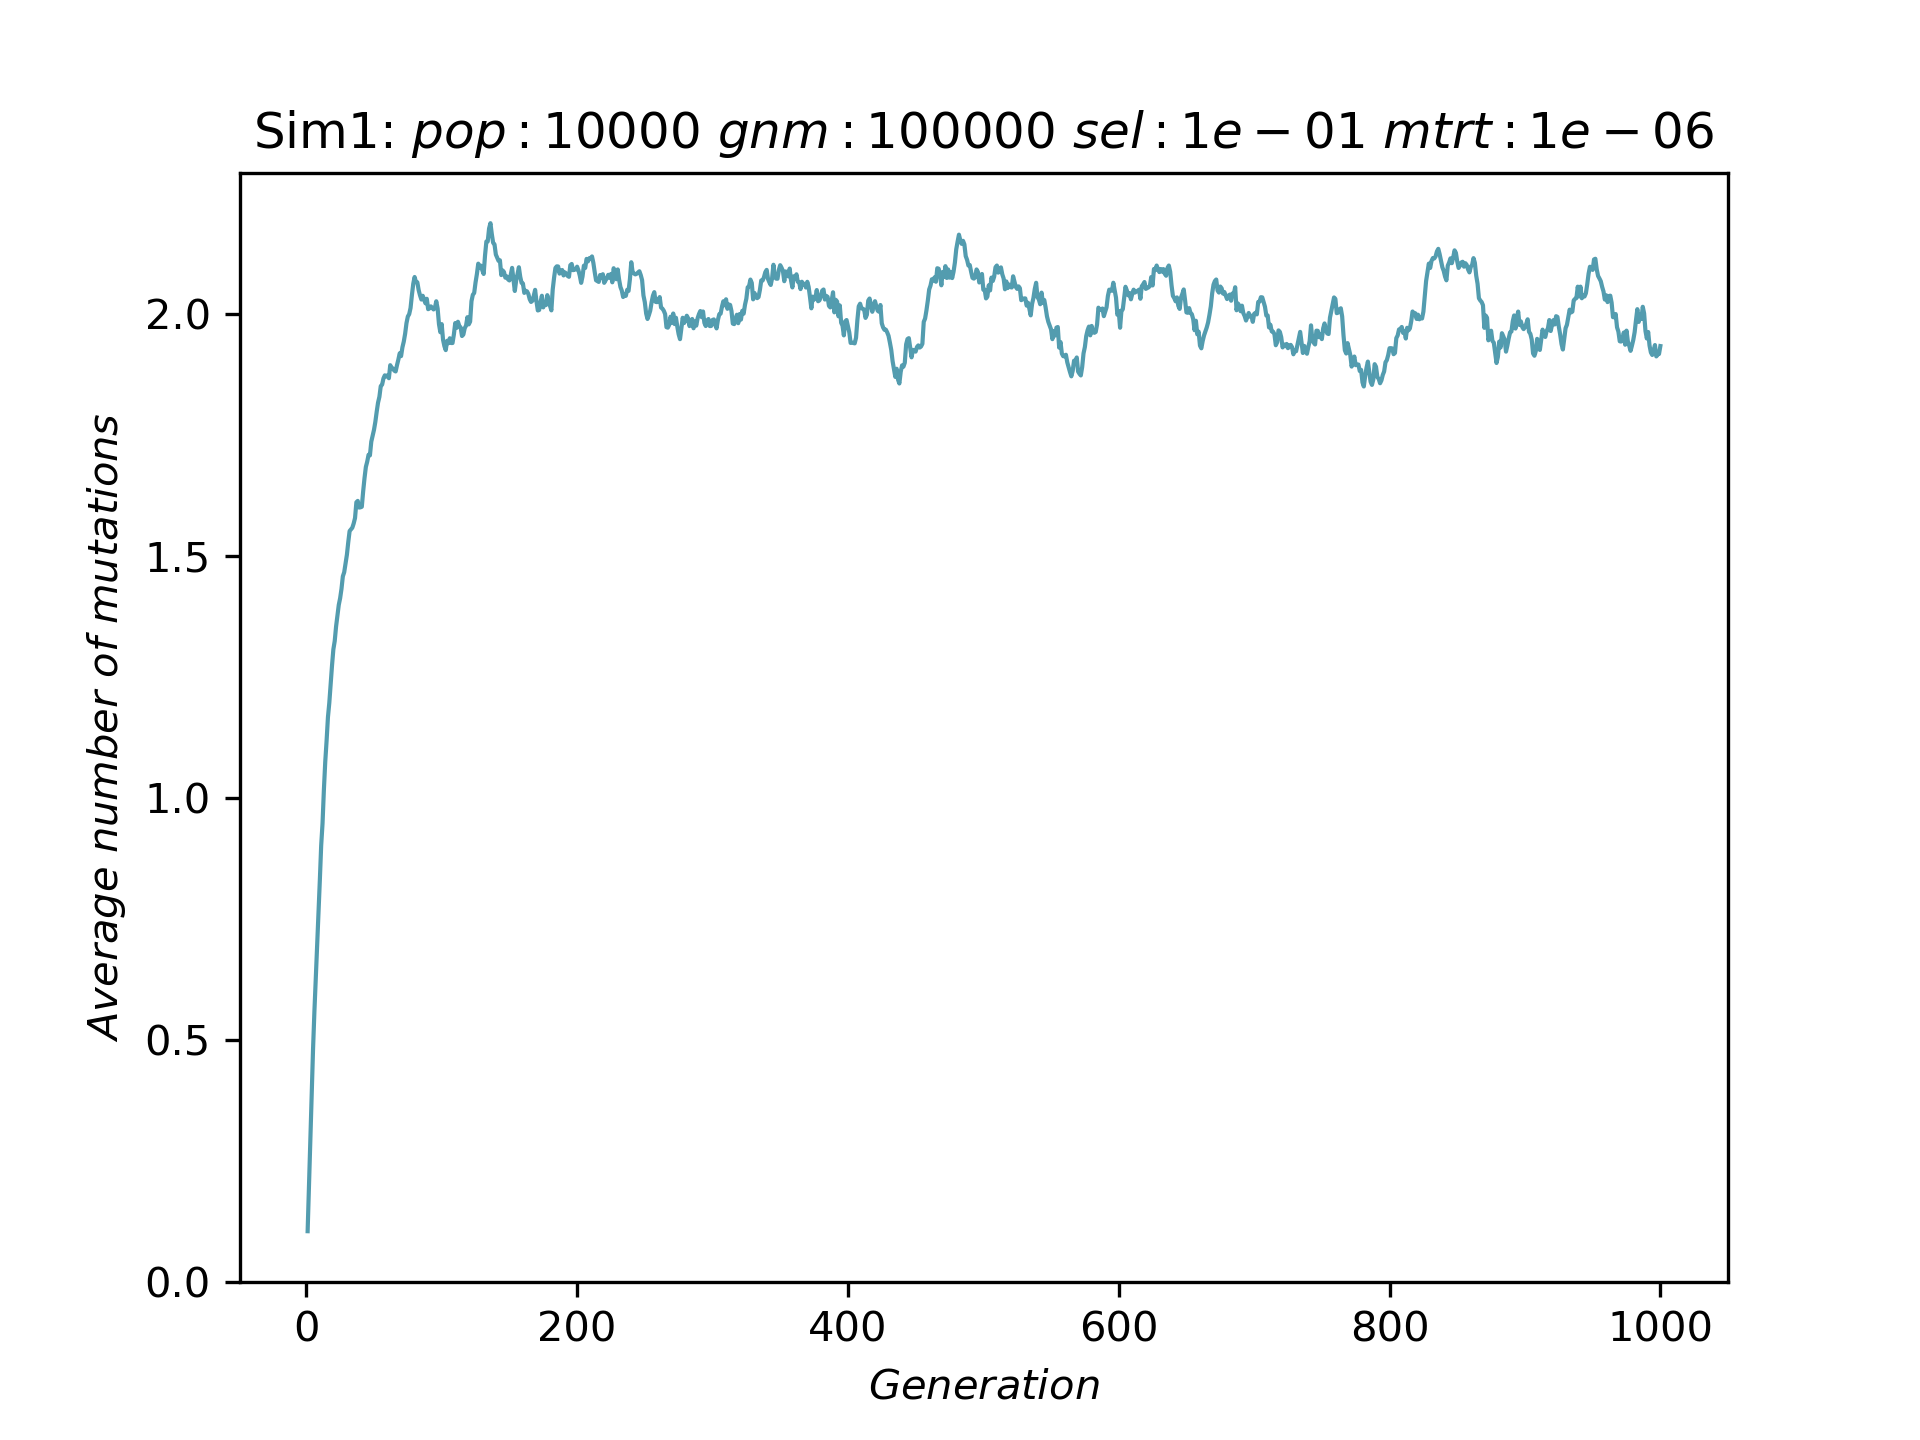 Sim1: pop : 10000 gnm : 100000 sel : 1e − 01 mtrt : 1e − 06
Average number of mutations
2.0
1.5
1.0
0.5
0.0
0 200 400 600 800 1000
Generation